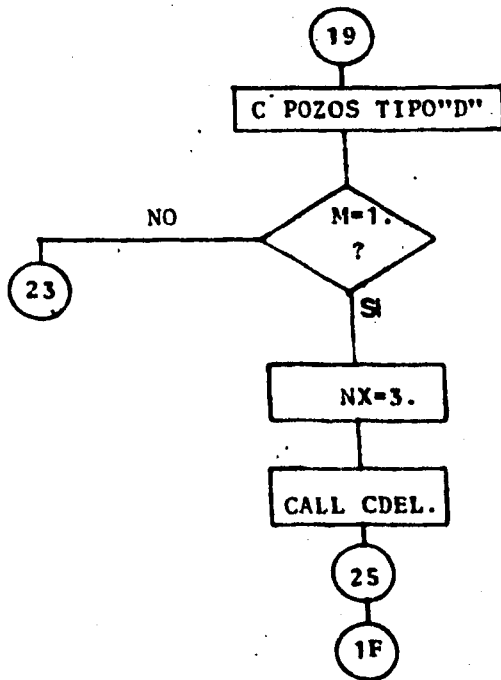 19
C POZOS TIPO"D"
M=1.
?
NO
SI
23
NX=3.
CALL CDEL.
25
1F